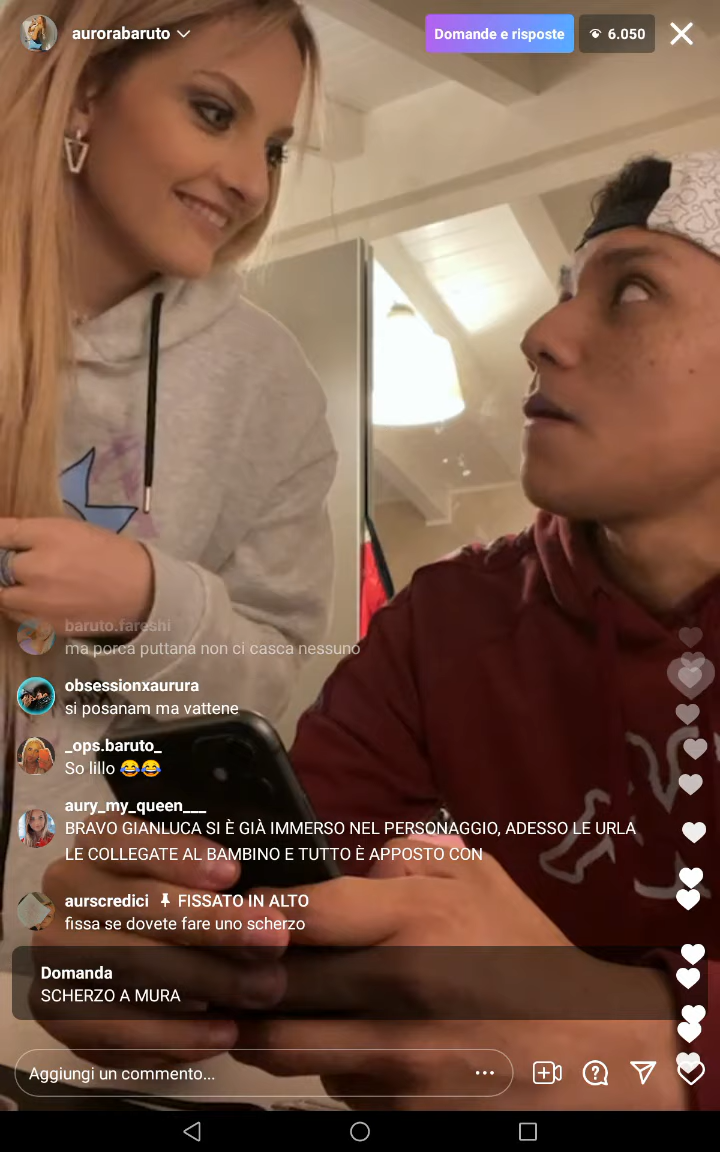 aurorabaruto
Domande e risposte
6.050
baruto.fareshi
ma porca puttana non ci casca nessuno
obsessionxaurura
si posanam ma vattene
_ops.baruto_
So lillo 😂😂
aury_my_queen___
BRAVO GIANLUCA SI È GIÀ IMMERSO NEL PERSONAGGIO, ADESSO LE URLA
LE COLLEGATE AL BAMBINO E TUTTO È APPOSTO CON
aurscredici FISSATO IN ALTO
fissa se dovete fare uno scherzo
Domanda
SCHERZO A MURA
Aggiungi un commento...